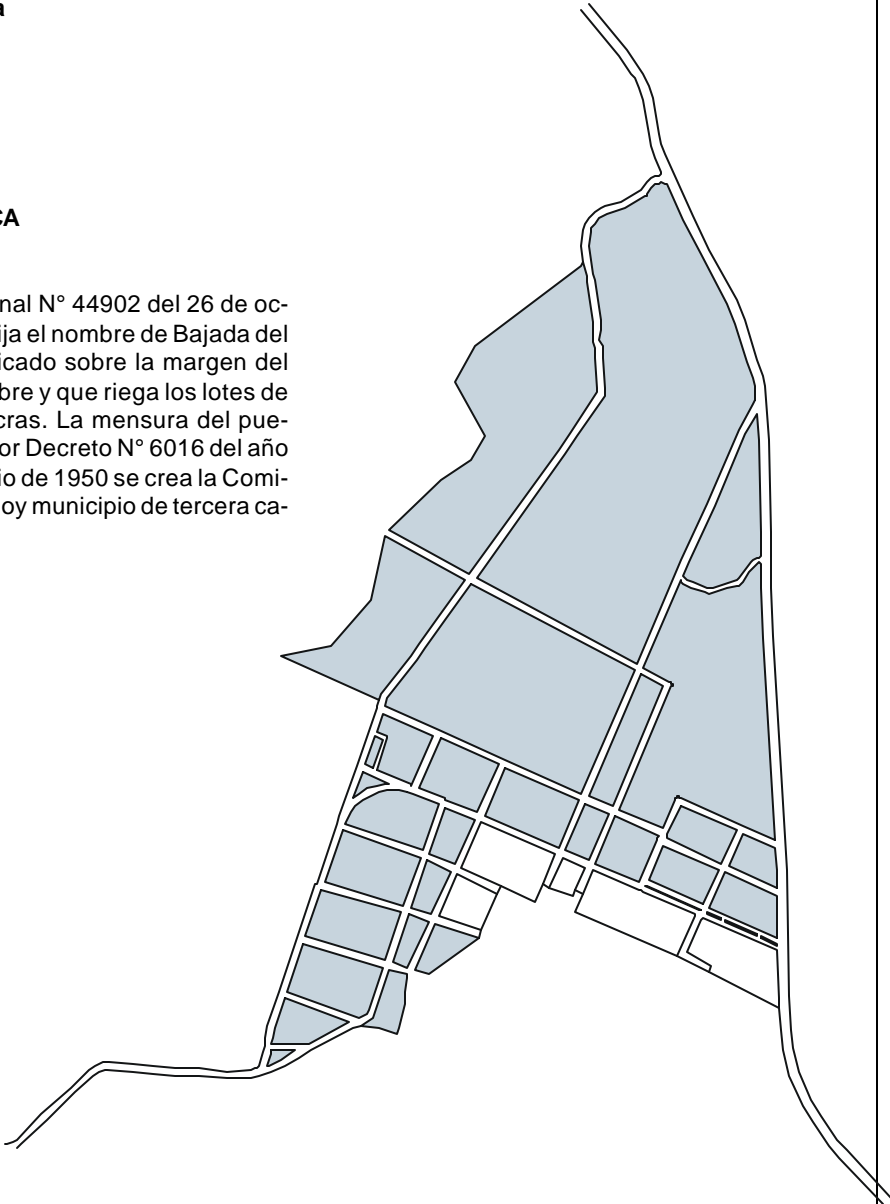 a
CA
nal N° 44902 del 26 de oc-
ija el nombre de Bajada del
icado sobre la margen del
bre y que riega los lotes de
cras. La mensura del pue-
or Decreto N° 6016 del año
io de 1950 se crea la Comi-
oy municipio de tercera ca-